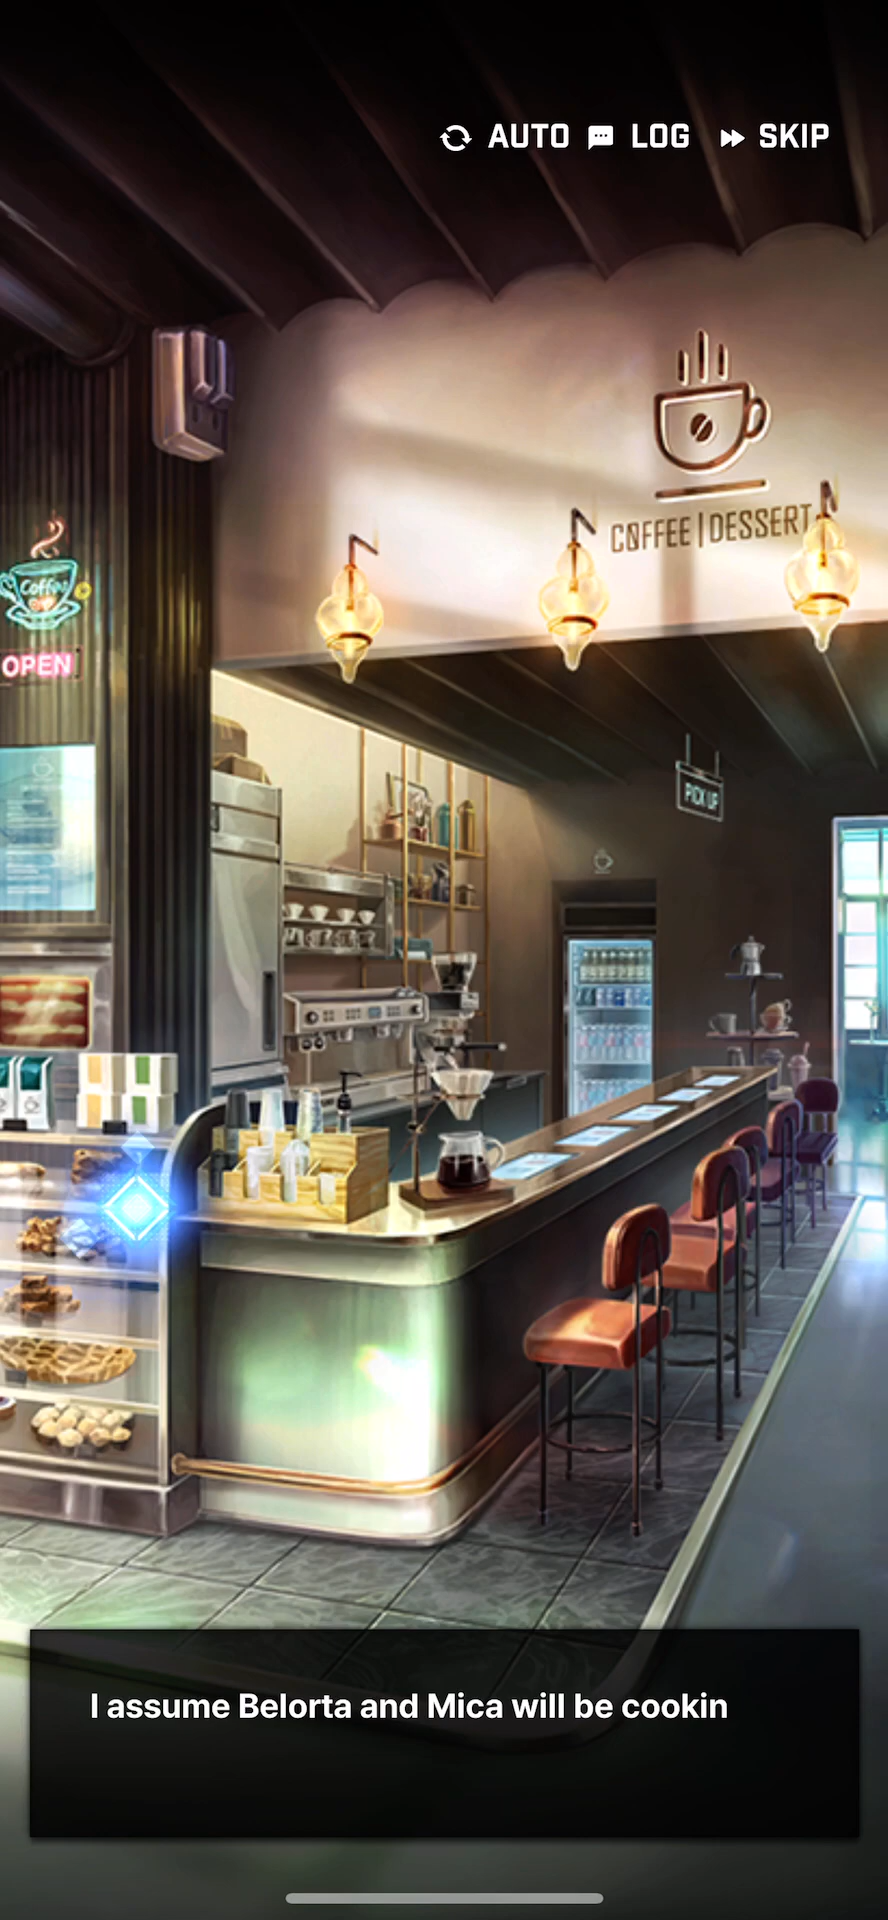 AUTO LOG SKIP
COFFEE | DESSERT
Coffee
OPEN
PICK UP
I assume Belorta and Mica will be cookin